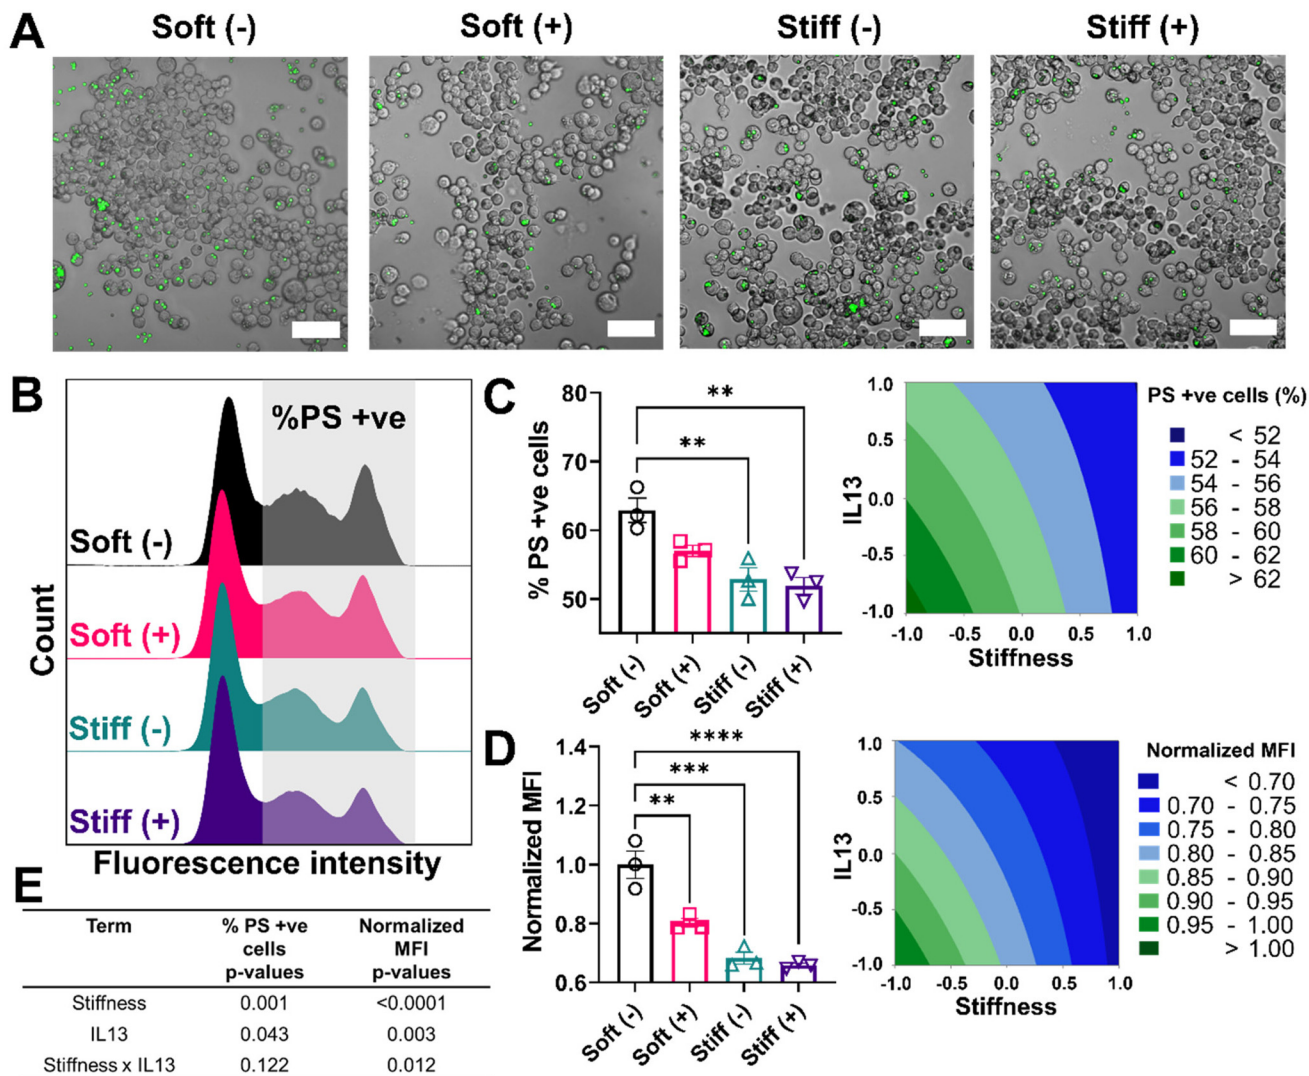 A
Soft (-)
Soft (+)
Stiff (-)
Stiff (+)
B
%PS +ve
Soft (-)
Soft (+)
Stiff (-)
Stiff (+)
Count
Fluorescence intensity
C
**
**
80
70
60
50
% PS +ve cells
Soft (-)
Soft (+)
Stiff (-)
Stiff (+)
1.0
0.5
0.0
-0.5
-1.0
IL13
-1.0 -0.5 0.0 0.5 1.0
Stiffness
PS +ve cells (%)
< 52
52 - 54
54 - 56
56 - 58
58 - 60
60 - 62
> 62
D
****
***
**
1.4
1.2
1.0
0.8
0.6
Normalized MFI
Soft (-)
Soft (+)
Stiff (-)
Stiff (+)
1.0
0.5
0.0
-0.5
-1.0
IL13
-1.0 -0.5 0.0 0.5 1.0
Stiffness
Normalized MFI
< 0.70
0.70 - 0.75
0.75 - 0.80
0.80 - 0.85
0.85 - 0.90
0.90 - 0.95
0.95 - 1.00
> 1.00
E
Term % PS +ve Normalized
cells MFI
p-values p-values
Stiffness 0.001 <0.0001
IL13 0.043 0.003
Stiffness x IL13 0.122 0.012